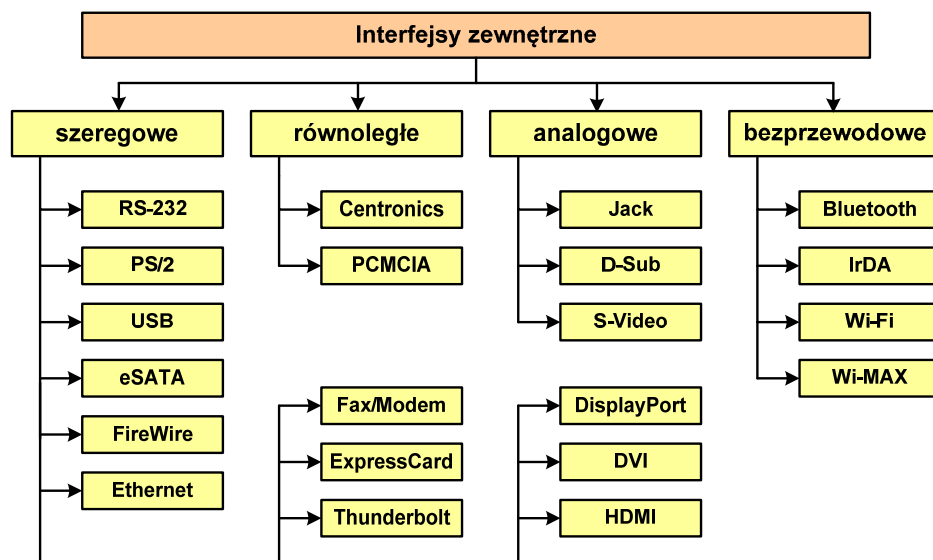 Interfejsy zewnętrzne
szeregowe
równoległe
analogowe
bezprzewodowe
RS-232
PS/2
USB
eSATA
FireWire
Ethernet
Centronics
PCMCIA
Fax/Modem
ExpressCard
Thunderbolt
Jack
D-Sub
S-Video
DisplayPort
DVI
HDMI
Bluetooth
IrDA
Wi-Fi
Wi-MAX